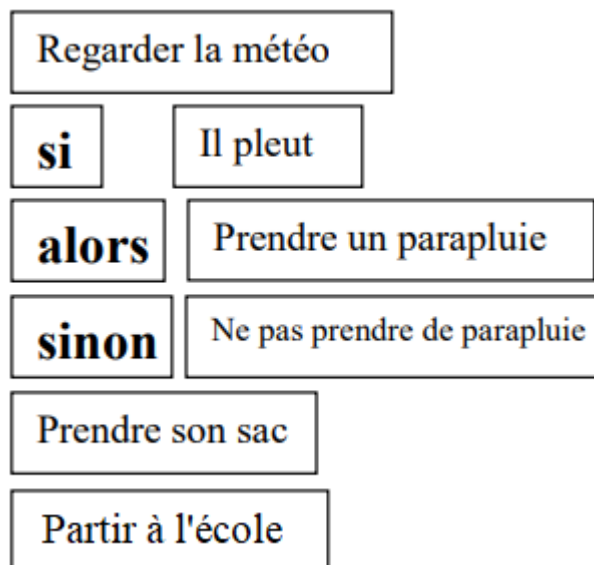 Regarder la météo
si Il pleut
alors Prendre un parapluie
sinon Ne pas prendre de parapluie
Prendre son sac
Partir à l'école